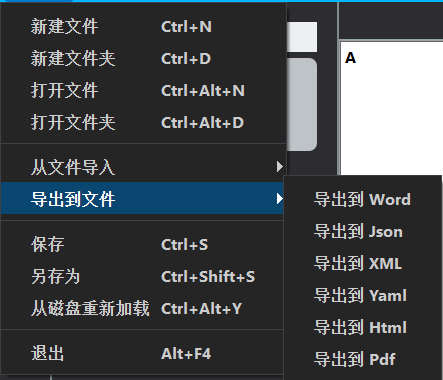 新建文件 Ctrl+N
新建文件夹 Ctrl+D
打开文件 Ctrl+Alt+N
打开文件夹 Ctrl+Alt+D
从文件导入
导出到文件
保存 Ctrl+S
另存为 Ctrl+Shift+S
从磁盘重新加载 Ctrl+Alt+Y
退出 Alt+F4
导出到 Word
导出到 Json
导出到 XML
导出到 Yaml
导出到 Html
导出到 Pdf
A